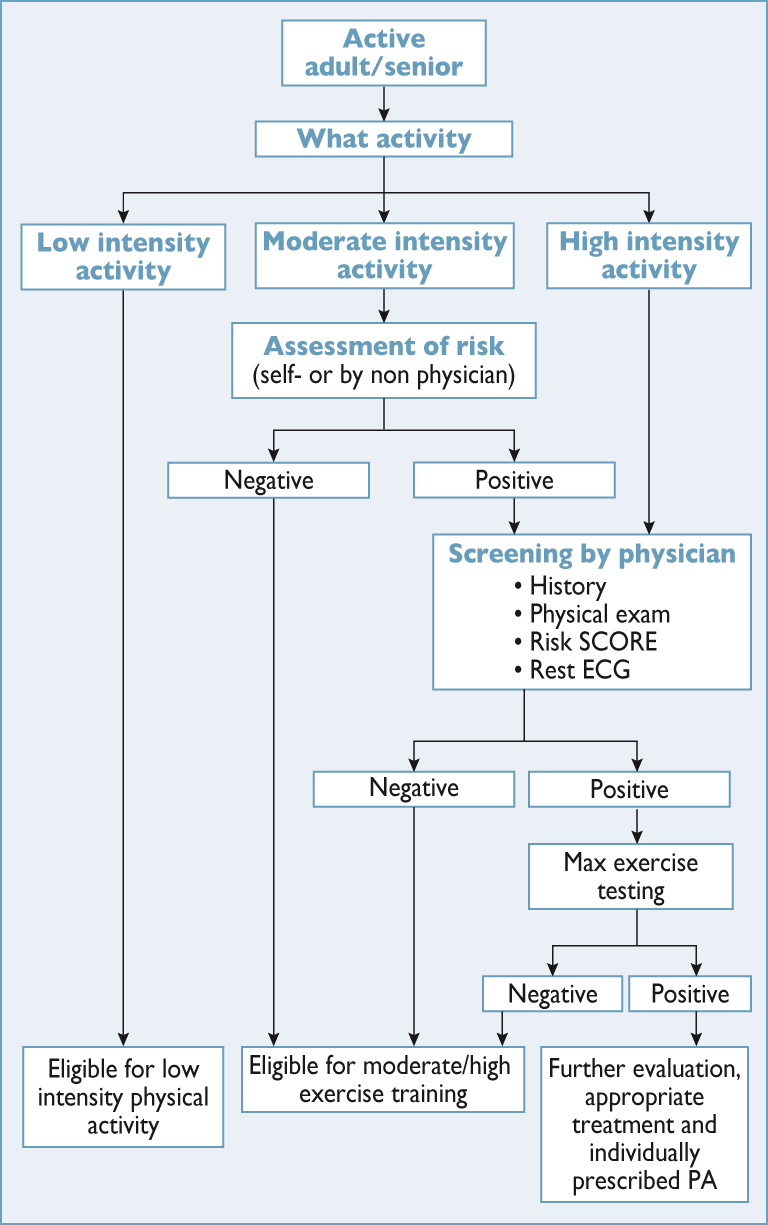 Active
adult/senior
What activity
Low intensity
activity
Moderate intensity
activity
High intensity
activity
Assessment of risk
(self- or by non physician)
Negative
Positive
Screening by physician
• History
• Physical exam
• Risk SCORE
• Rest ECG
Negative
Positive
Max exercise
testing
Negative
Positive
Eligible for low
intensity physical
activity
Eligible for moderate/high
exercise training
Further evaluation,
appropriate
treatment and
individually
prescribed PA